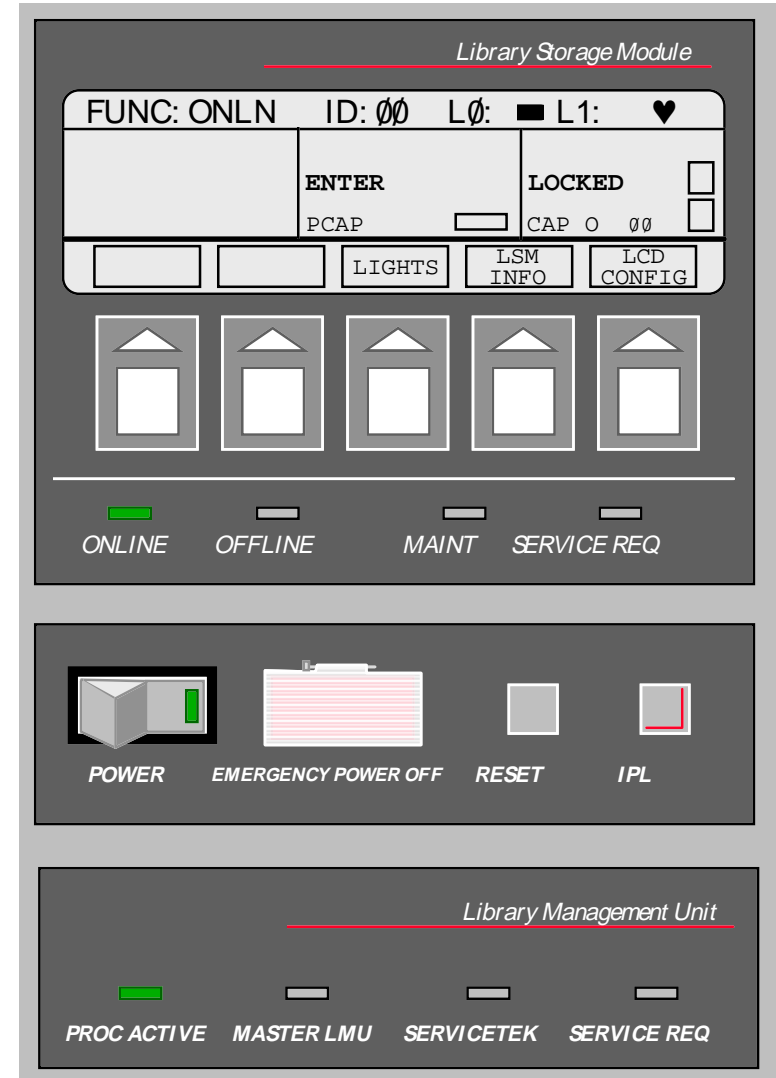 Library Storage Module
FUNC: ONLN ID: ØØ LØ: L1: ♥
ENTER LOCKED
PCAP CAP O ØØ
LIGHTS LSM INFO LCD CONFIG
ONLINE OFFLINE MAINT SERVICE REQ
POWER EMERGENCY POWER OFF RESET IPL
Library Management Unit
PROC ACTIVE MASTER LMU SERVICETEK SERVICE REQ